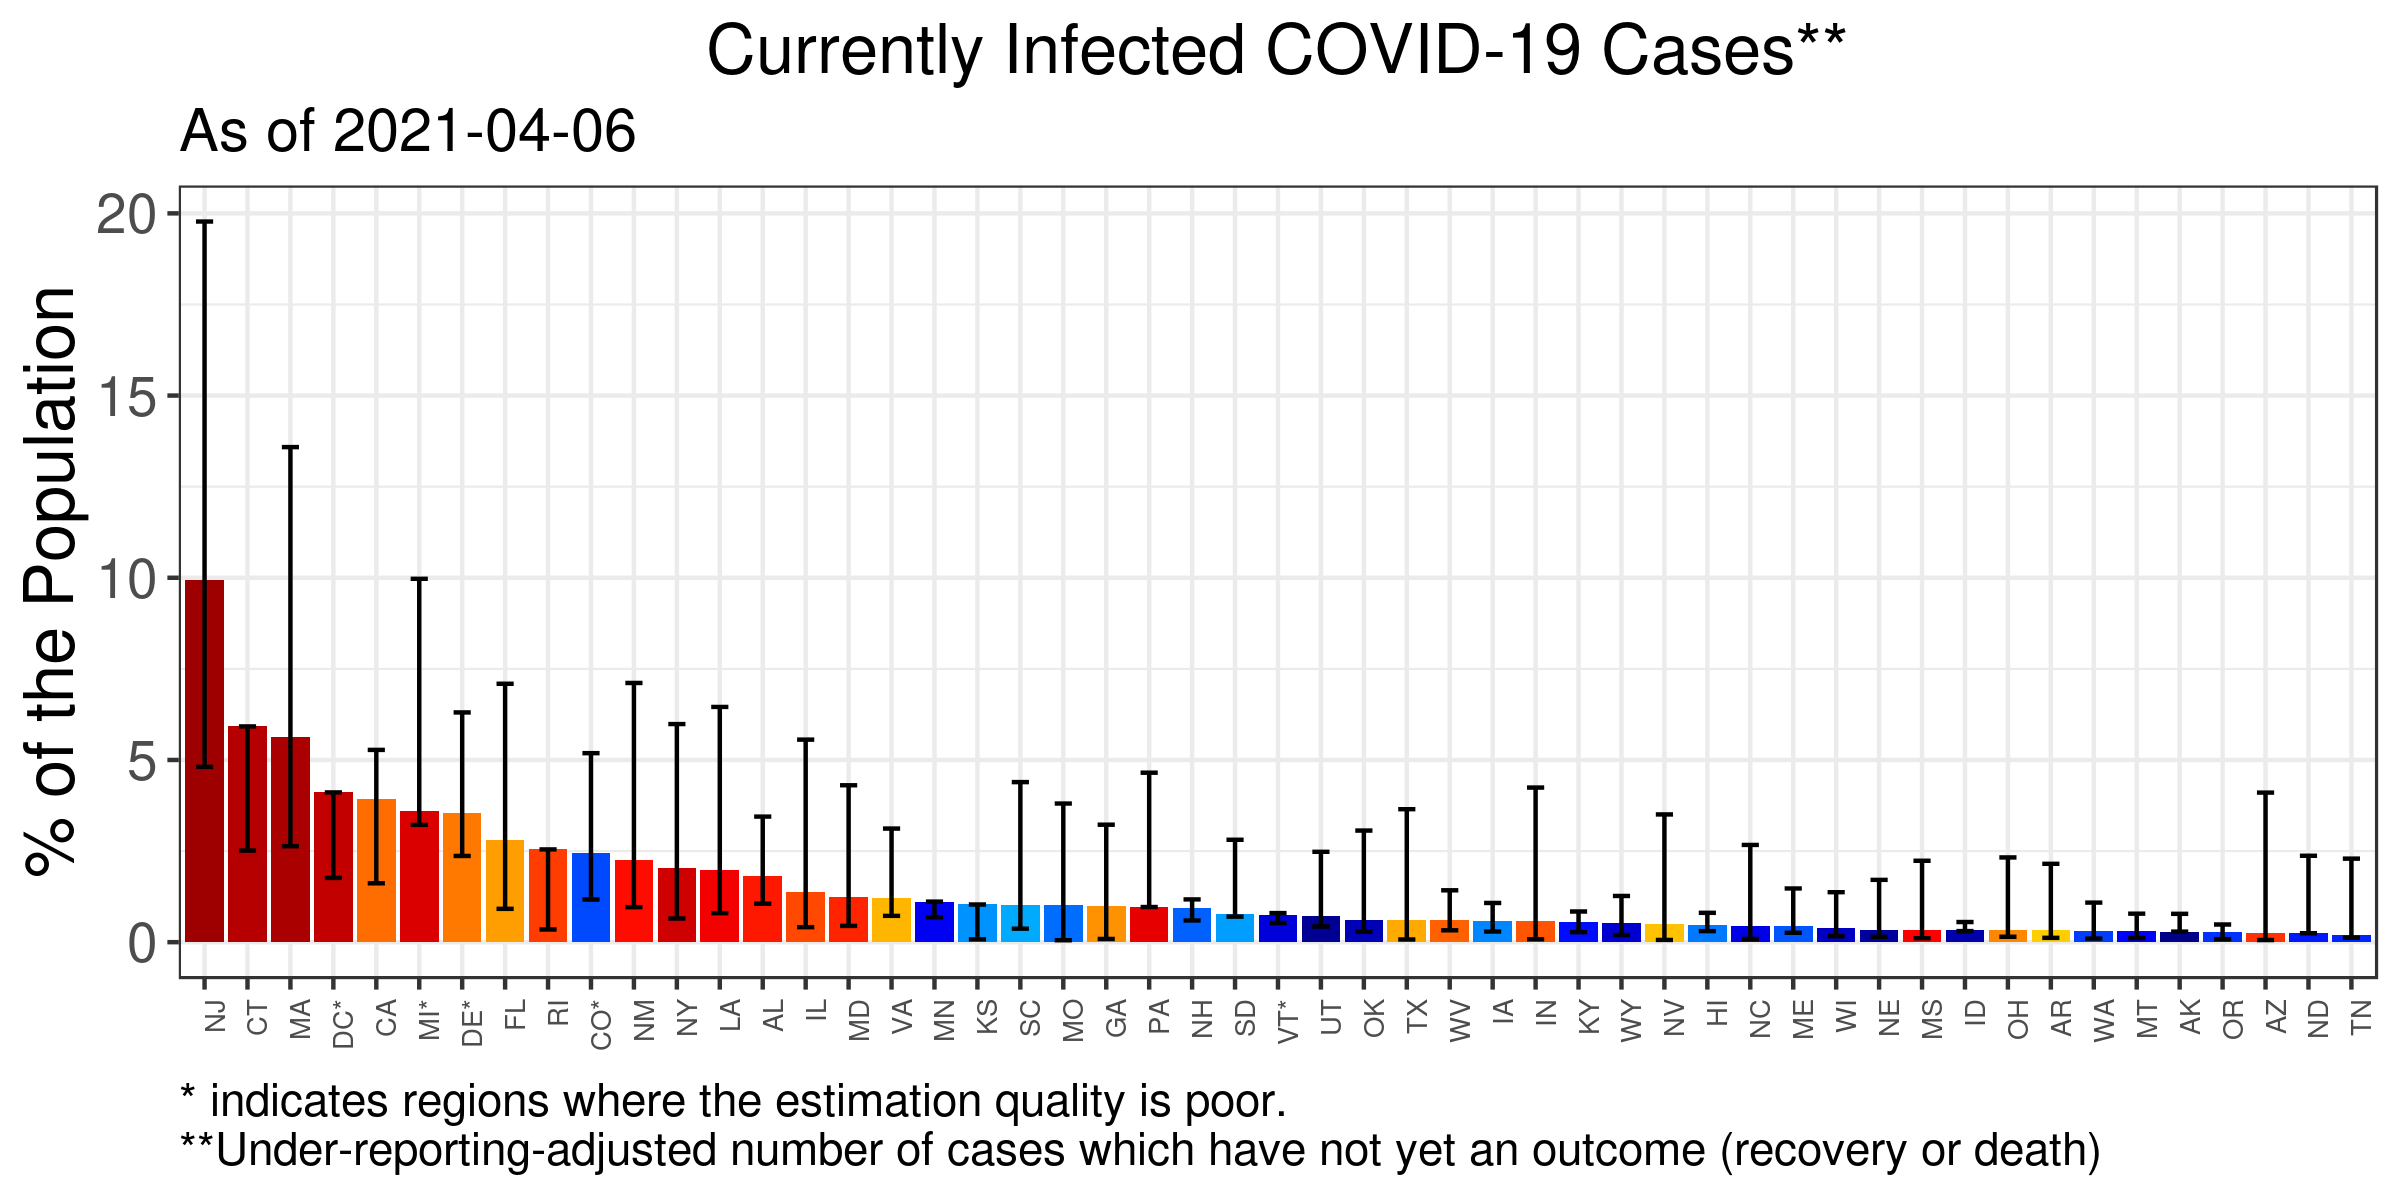 Currently Infected COVID-19 Cases**
As of 2021-04-06
% of the Population
20
15
10
5
0
NJ CT MA DC* CA MI* DE* FL RI CO* NM NY LA AL IL MD VA MN KS SC MO GA PA NH SD VT* UT OK TX WV IA IN KY WY NV HI NC ME WI NE MS ID OH AR WA MT AK OR AZ ND TN
* indicates regions where the estimation quality is poor.
**Under-reporting-adjusted number of cases which have not yet an outcome (recovery or death)